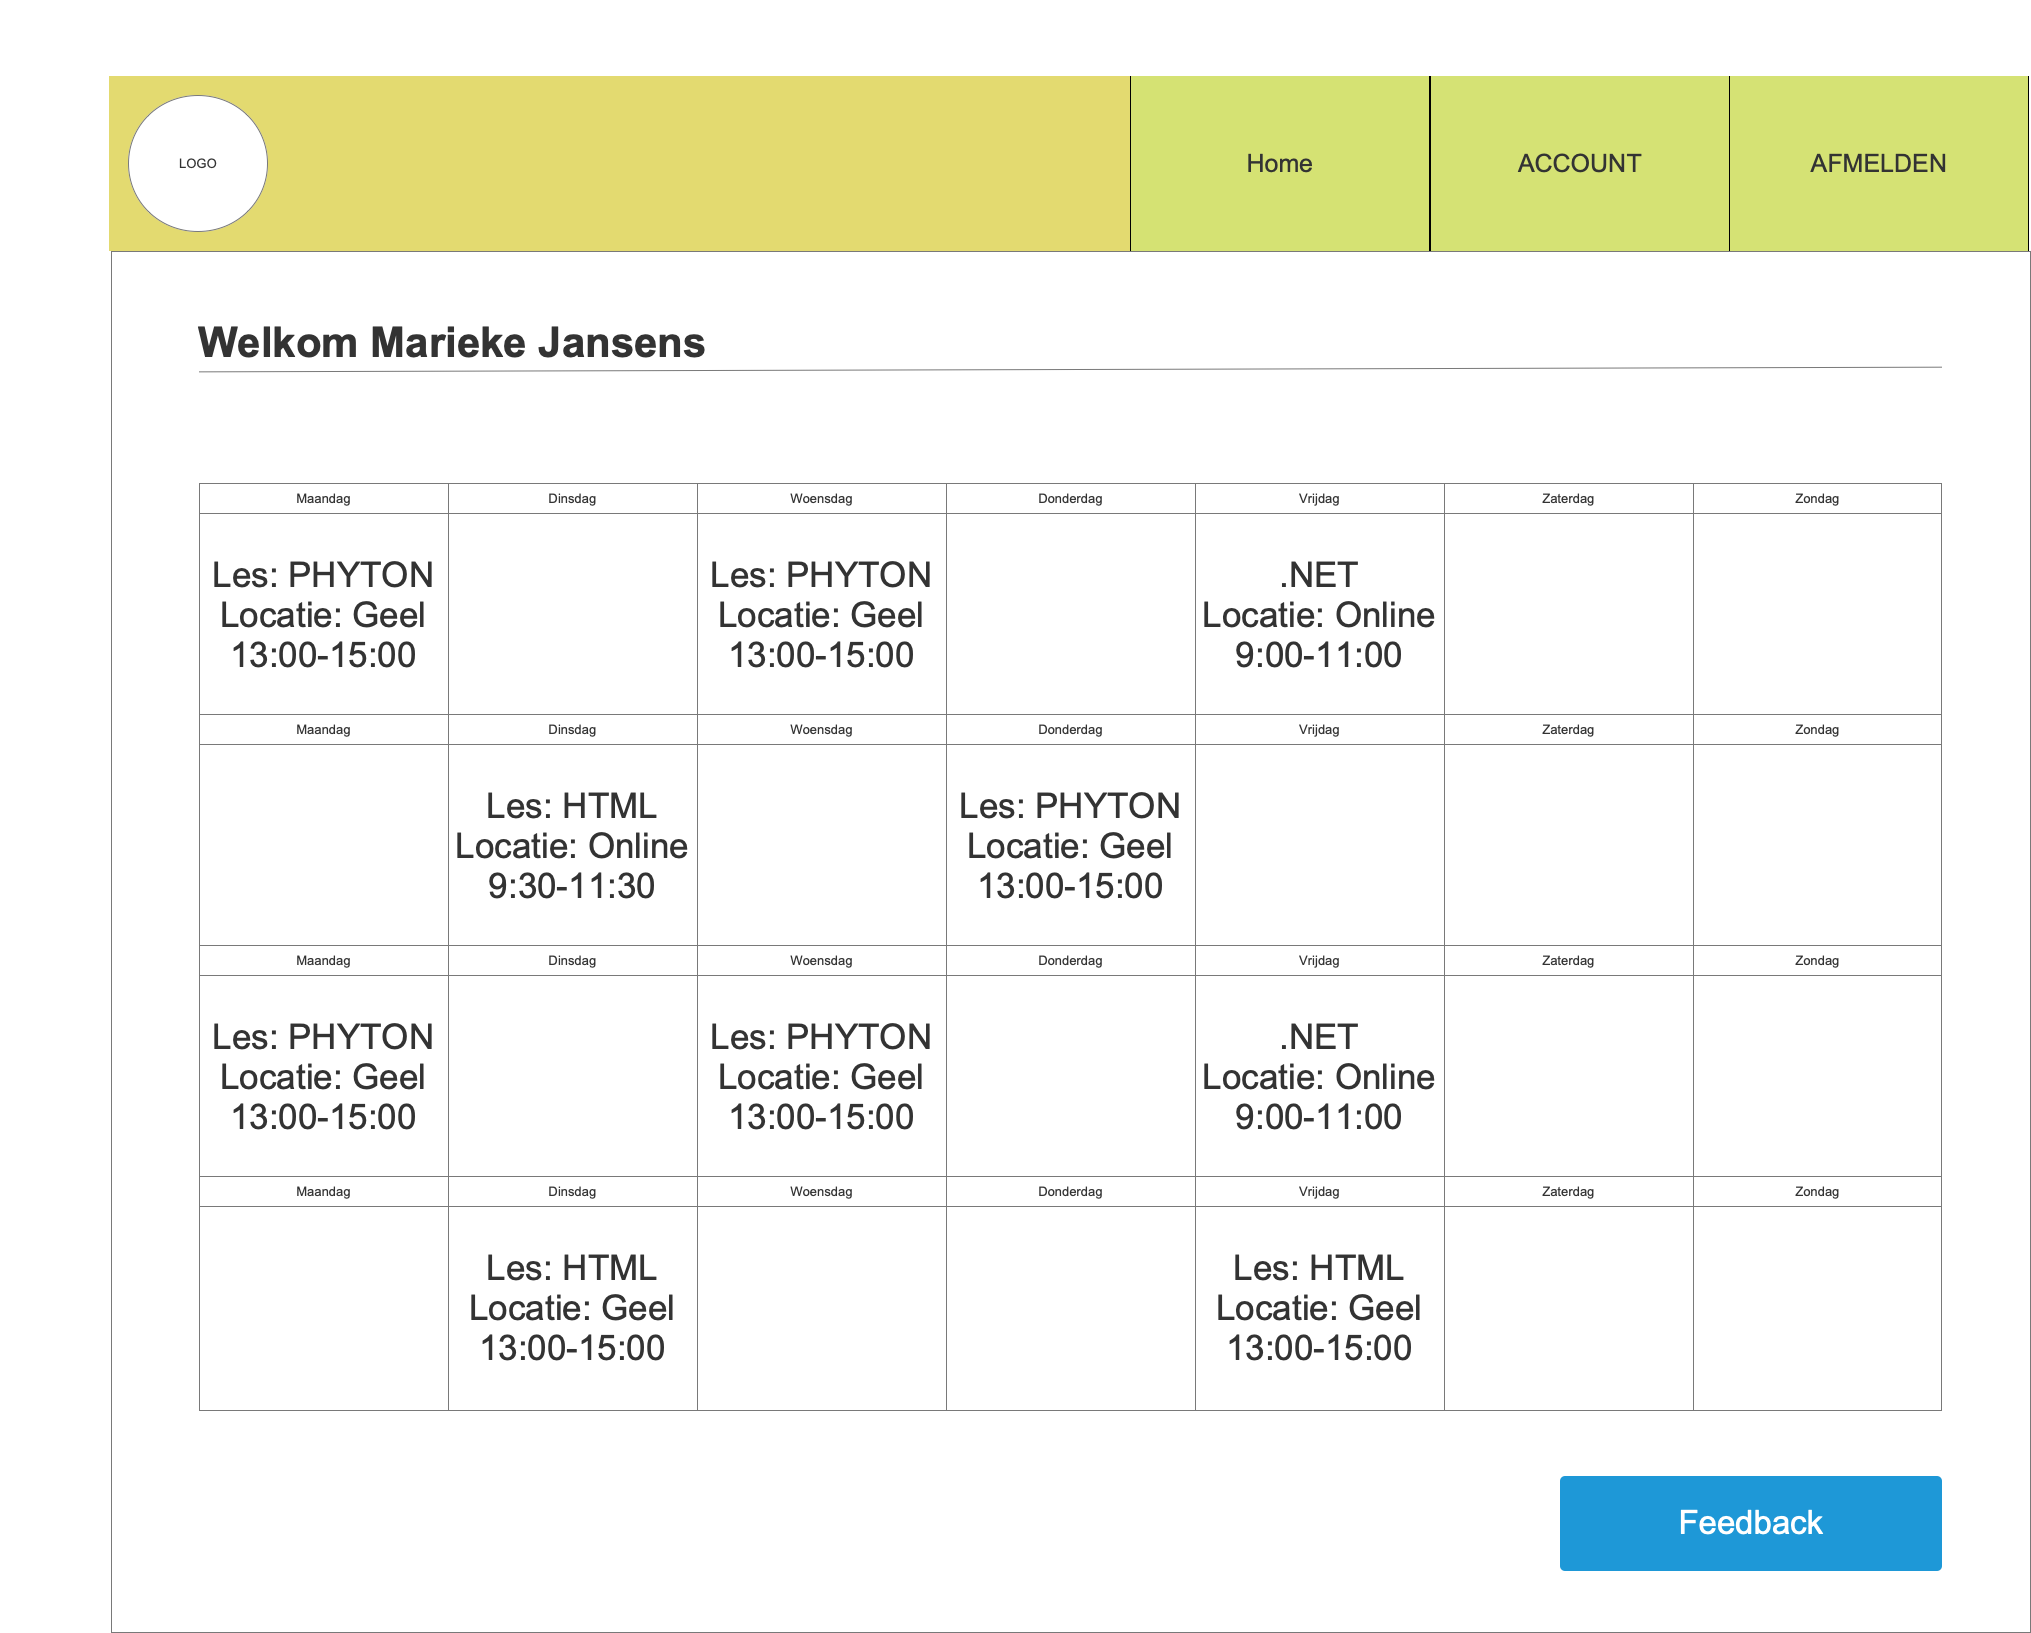 LOGO
Home
ACCOUNT
AFMELDEN
Welkom Marieke Jansens
Maandag Dinsdag Woensdag Donderdag Vrijdag Zaterdag Zondag
Les: PHYTON
Locatie: Geel
13:00-15:00
Les: PHYTON
Locatie: Geel
13:00-15:00
.NET
Locatie: Online
9:00-11:00
Maandag Dinsdag Woensdag Donderdag Vrijdag Zaterdag Zondag
Les: HTML
Locatie: Online
9:30-11:30
Les: PHYTON
Locatie: Geel
13:00-15:00
Maandag Dinsdag Woensdag Donderdag Vrijdag Zaterdag Zondag
Les: PHYTON
Locatie: Geel
13:00-15:00
Les: PHYTON
Locatie: Geel
13:00-15:00
.NET
Locatie: Online
9:00-11:00
Maandag Dinsdag Woensdag Donderdag Vrijdag Zaterdag Zondag
Les: HTML
Locatie: Geel
13:00-15:00
Les: HTML
Locatie: Geel
13:00-15:00
Feedback